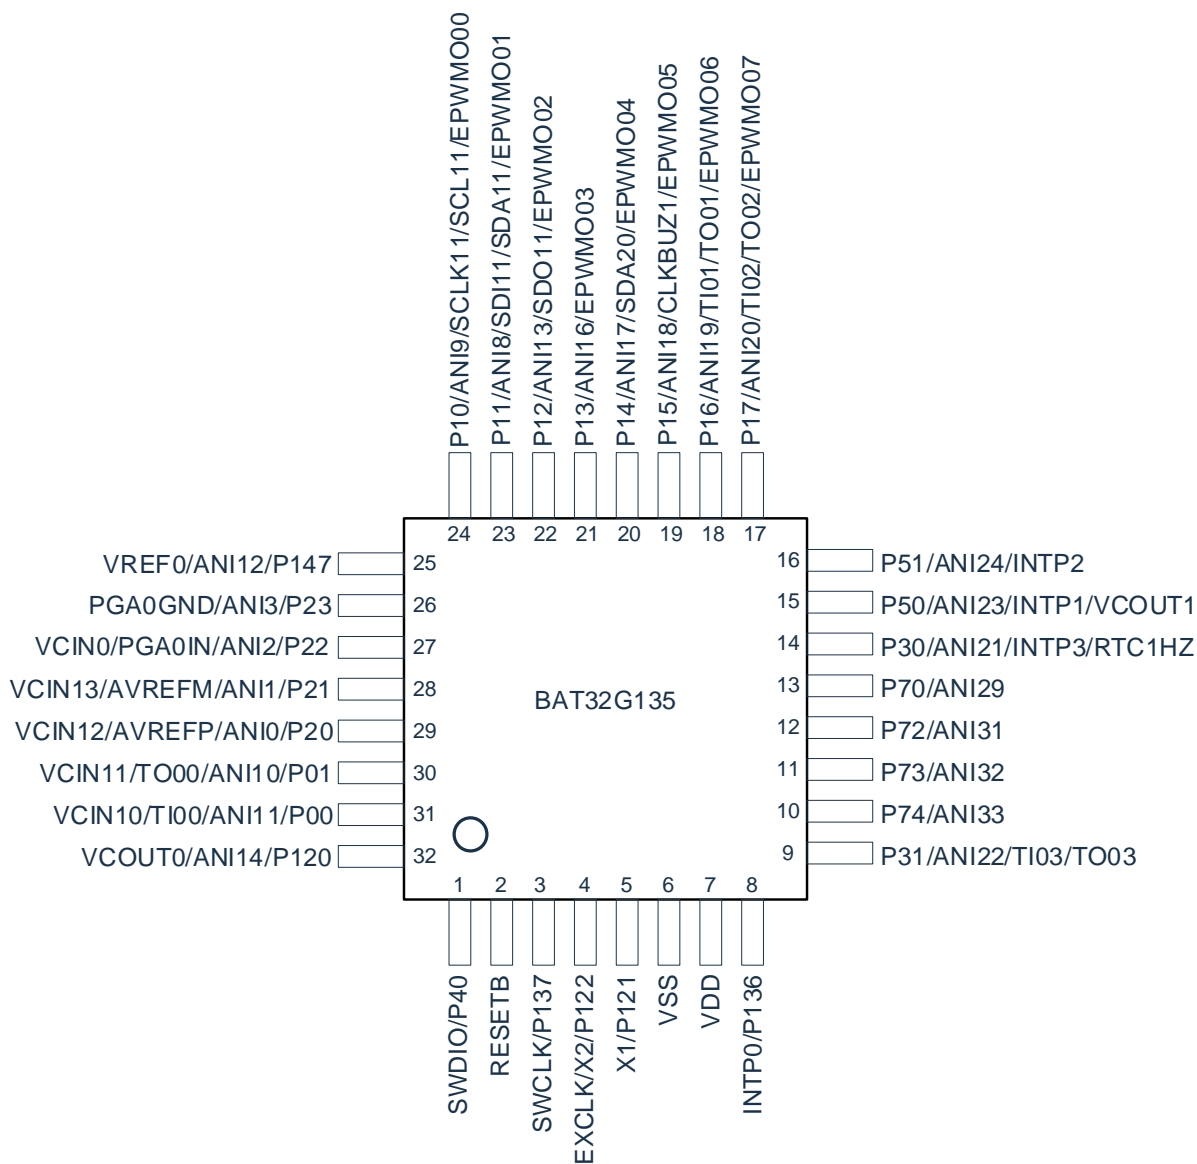 P10/ANI9/SCLK11/SCL11/EPWMO00
P11/ANI8/SDI11/SDA11/EPWMO01
P12/ANI13/SDO11/EPWMO02
P13/ANI16/EPWMO03
P14/ANI17/SDA20/EPWMO04
P15/ANI18/CLKBUZ1/EPWMO05
P16/ANI19/TI01/TO01/EPWMO06
P17/ANI20/TI02/TO02/EPWMO07
24 23 22 21 20 19 18 17
VREF0/ANI12/P147 25
PGA0GND/ANI3/P23 26
VCIN0/PGA0IN/ANI2/P22 27
VCIN13/AVREFM/ANI1/P21 28
VCIN12/AVREFP/ANI0/P20 29
VCIN11/TO00/ANI10/P01 30
VCIN10/TI00/ANI11/P00 31
VCOUT0/ANI14/P120 32
BAT32G135
16 P51/ANI24/INTP2
15 P50/ANI23/INTP1/VCOUT1
14 P30/ANI21/INTP3/RTC1HZ
13 P70/ANI29
12 P72/ANI31
11 P73/ANI32
10 P74/ANI33
9 P31/ANI22/TI03/TO03
1 2 3 4 5 6 7 8
SWDIO/P40
RESETB
SWCLK/P137
EXCLK/X2/P122
X1/P121
VSS
VDD
INTP0/P136